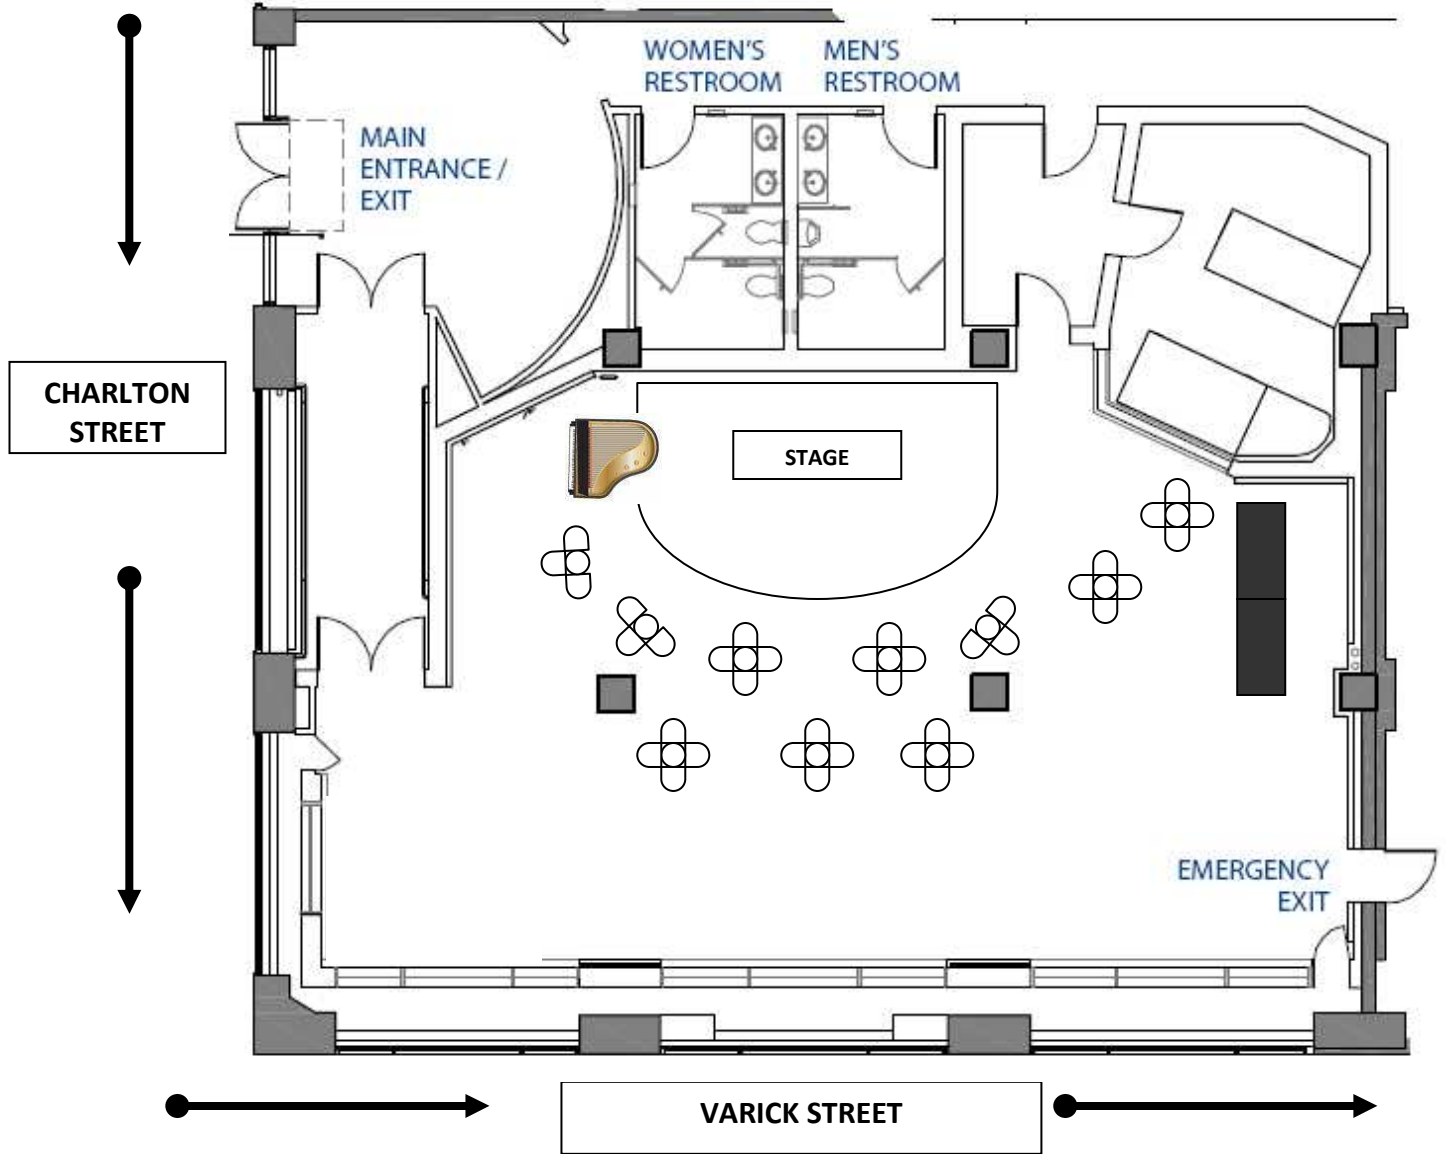 WOMEN'S
RESTROOM
MEN'S
RESTROOM
MAIN
ENTRANCE /
EXIT
CHARLTON
STREET
STAGE
EMERGENCY
EXIT
VARICK STREET